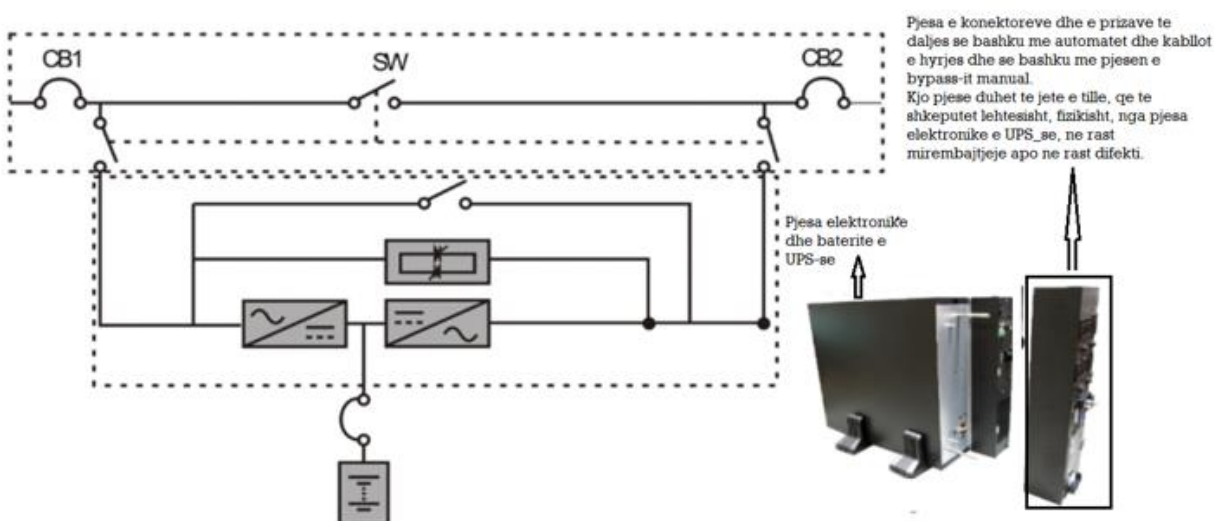 CB1
SW
CB2
Pjesa e konektoreve dhe e prizave te
daljes se bashku me automatet dhe kabllot
e hyrjes dhe se bashku me pjesen e
bypass-it manual.
Kjo pjese duhet te jete e tille, qe te
shkeputet lehtesisht, fizikisht, nga pjesa
elektronike e UPS_se, ne rast
mirembajtjeje apo ne rast difekti.
Pjesa elektronike
dhe baterite e
UPS-se